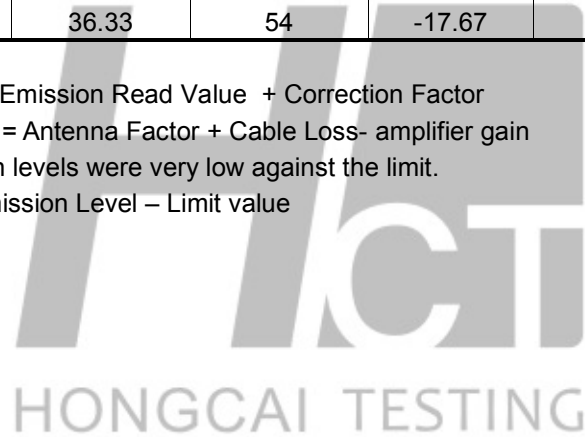 36.33 54 -17.67
Emission Read Value + Correction Factor
= Antenna Factor + Cable Loss- amplifier gain
levels were very low against the limit.
Level – Limit value
HCT
HONGCAI TESTING